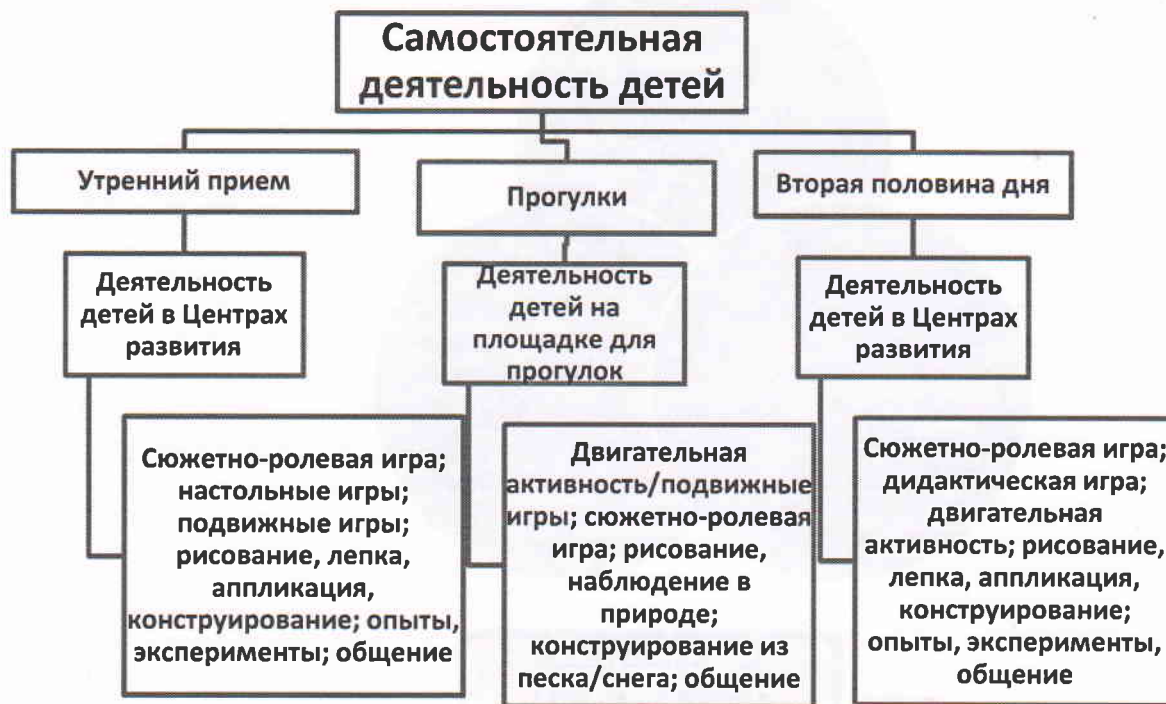 Самостоятельная
деятельность детей
Утренний прием
Прогулки
Вторая половина дня
Деятельность
детей в Центрах
развития
Деятельность
детей на
площадке для
прогулок
Деятельность
детей в Центрах
развития
Сюжетно-ролевая игра;
настольные игры;
подвижные игры;
рисование, лепка,
аппликация,
конструирование; опыты,
эксперименты; общение
Двигательная
активность/подвижные
игры; сюжетно-ролевая
игра; рисование,
наблюдение в
природе;
конструирование из
песка/снега; общение
Сюжетно-ролевая игра;
дидактическая игра;
двигательная
активность; рисование,
лепка, аппликация,
конструирование;
опыты, эксперименты,
общение